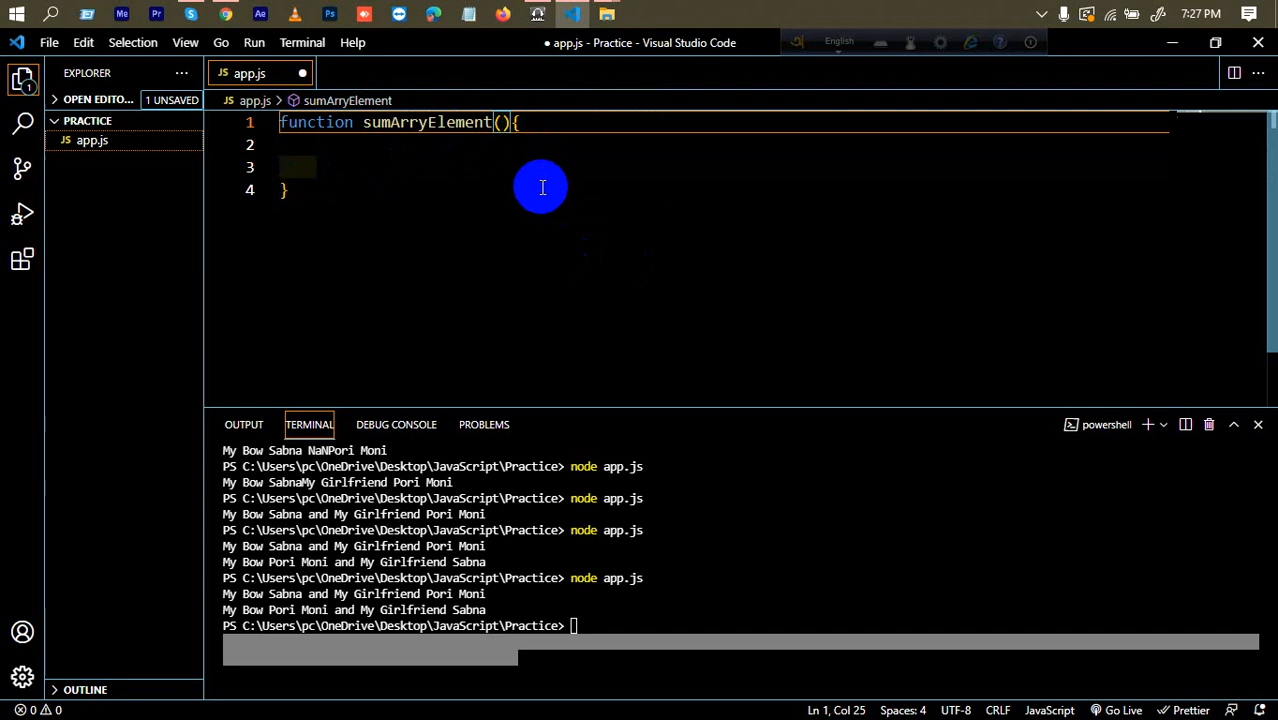 7:27 PM
File Edit Selection View Go Run Terminal Help
● app.js - Practice - Visual Studio Code
English
EXPLORER
JS app.js ●
OPEN EDITO... 1 UNSAVED
JS app.js > sumArryElement
PRACTICE
JS app.js
1 function sumArryElement(){
2
3
4 }
OUTPUT TERMINAL DEBUG CONSOLE PROBLEMS
powershell
My Bow Sabna NaNPori Moni
PS C:\Users\pc\OneDrive\Desktop\JavaScript\Practice> node app.js
My Bow SabnaMy Girlfriend Pori Moni
PS C:\Users\pc\OneDrive\Desktop\JavaScript\Practice> node app.js
My Bow Sabna and My Girlfriend Pori Moni
PS C:\Users\pc\OneDrive\Desktop\JavaScript\Practice> node app.js
My Bow Sabna and My Girlfriend Pori Moni
My Bow Pori Moni and My Girlfriend Sabna
PS C:\Users\pc\OneDrive\Desktop\JavaScript\Practice> node app.js
My Bow Sabna and My Girlfriend Pori Moni
My Bow Pori Moni and My Girlfriend Sabna
PS C:\Users\pc\OneDrive\Desktop\JavaScript\Practice>
OUTLINE
0 0
Ln 1, Col 25 Spaces: 4 UTF-8 CRLF JavaScript Go Live Prettier